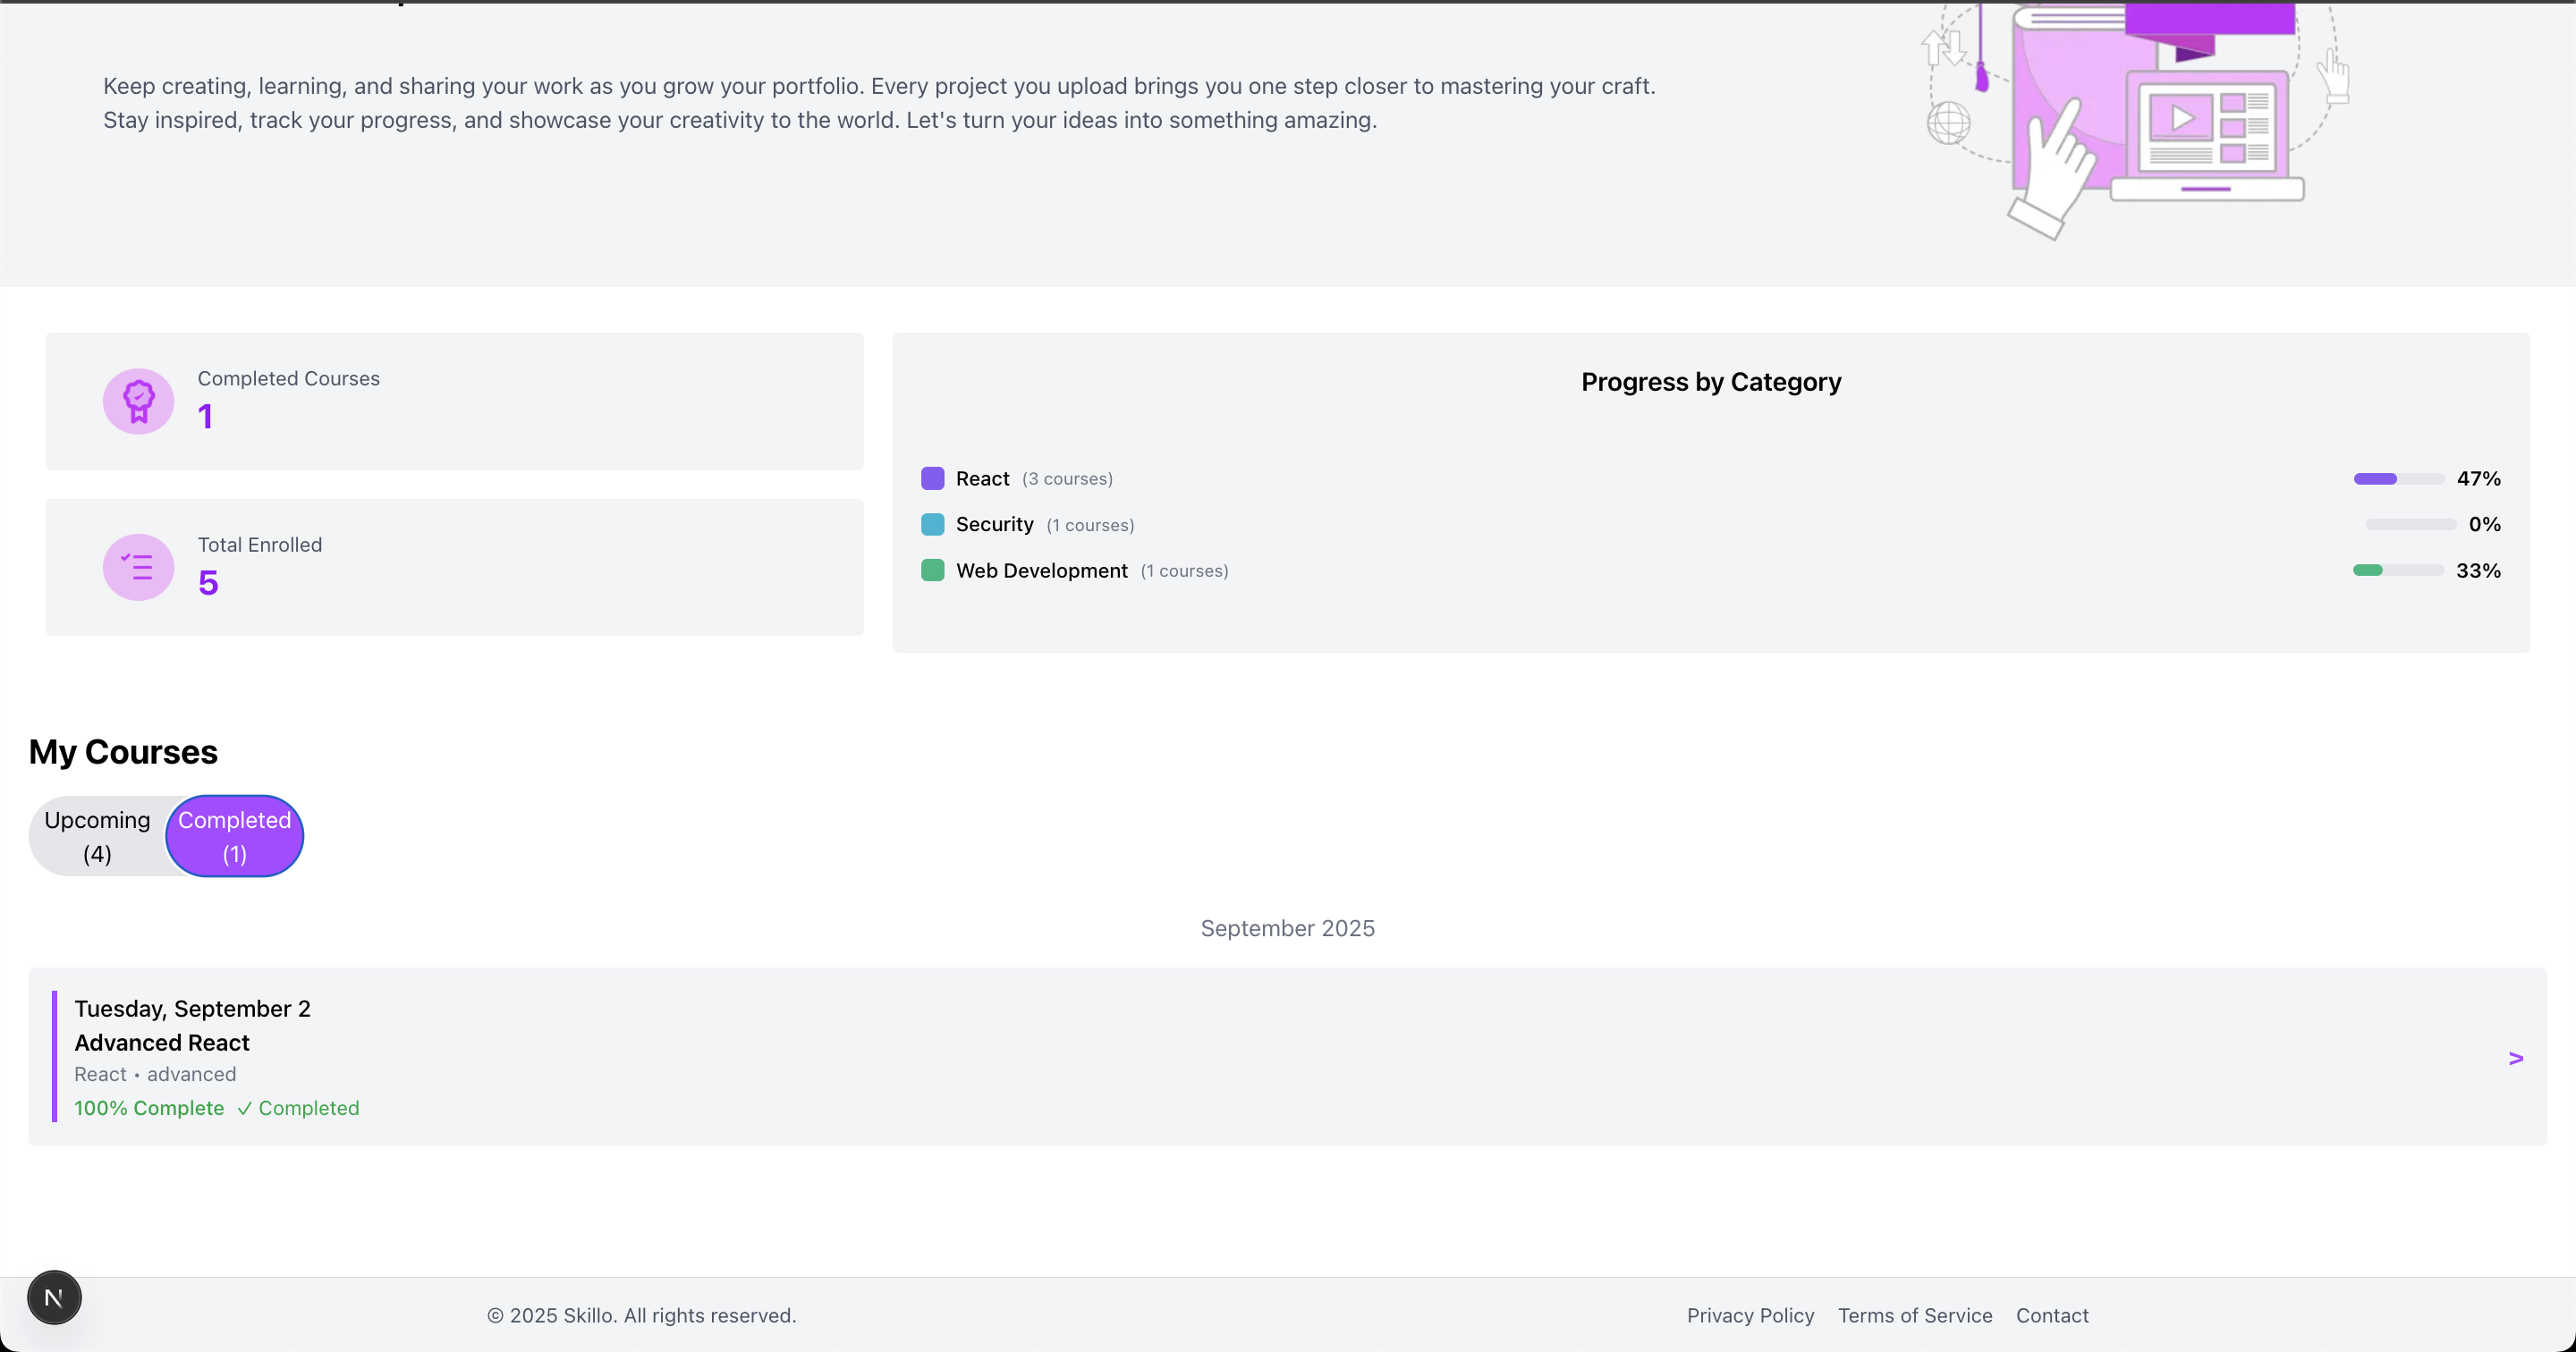 Keep creating, learning, and sharing your work as you grow your portfolio. Every project you upload brings you one step closer to mastering your craft.
Stay inspired, track your progress, and showcase your creativity to the world. Let's turn your ideas into something amazing.
Completed Courses
1
Total Enrolled
5
Progress by Category
React (3 courses) 47%
Security (1 courses) 0%
Web Development (1 courses) 33%
My Courses
Upcoming
(4)
Completed
(1)
September 2025
Tuesday, September 2
Advanced React
React • advanced
100% Complete ✓ Completed
>
N
© 2025 Skillo. All rights reserved.
Privacy Policy Terms of Service Contact